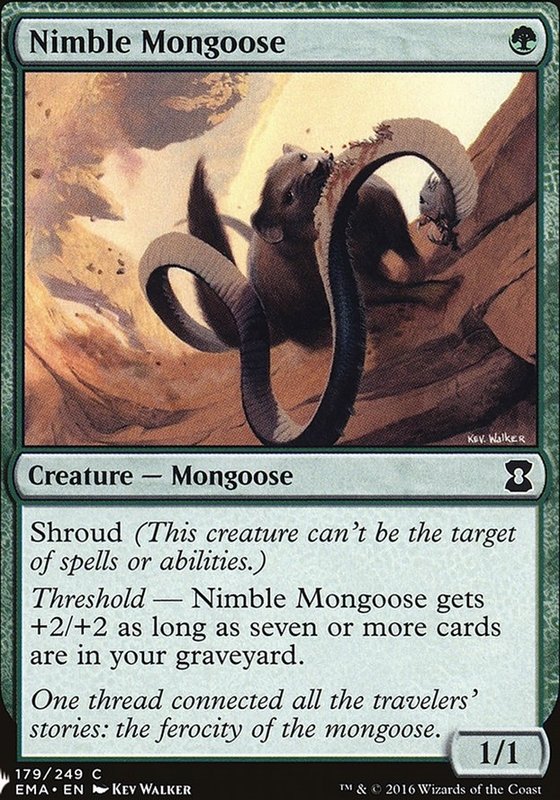 Nimble Mongoose
Kev Walker
Creature — Mongoose
Shroud (This creature can't be the target
of spells or abilities.)
Threshold — Nimble Mongoose gets
+2/+2 as long as seven or more cards
are in your graveyard.
One thread connected all the travelers'
stories: the ferocity of the mongoose.
1/1
179/249 C
EMA • EN Kev Walker
™ & © 2016 Wizards of the Coast